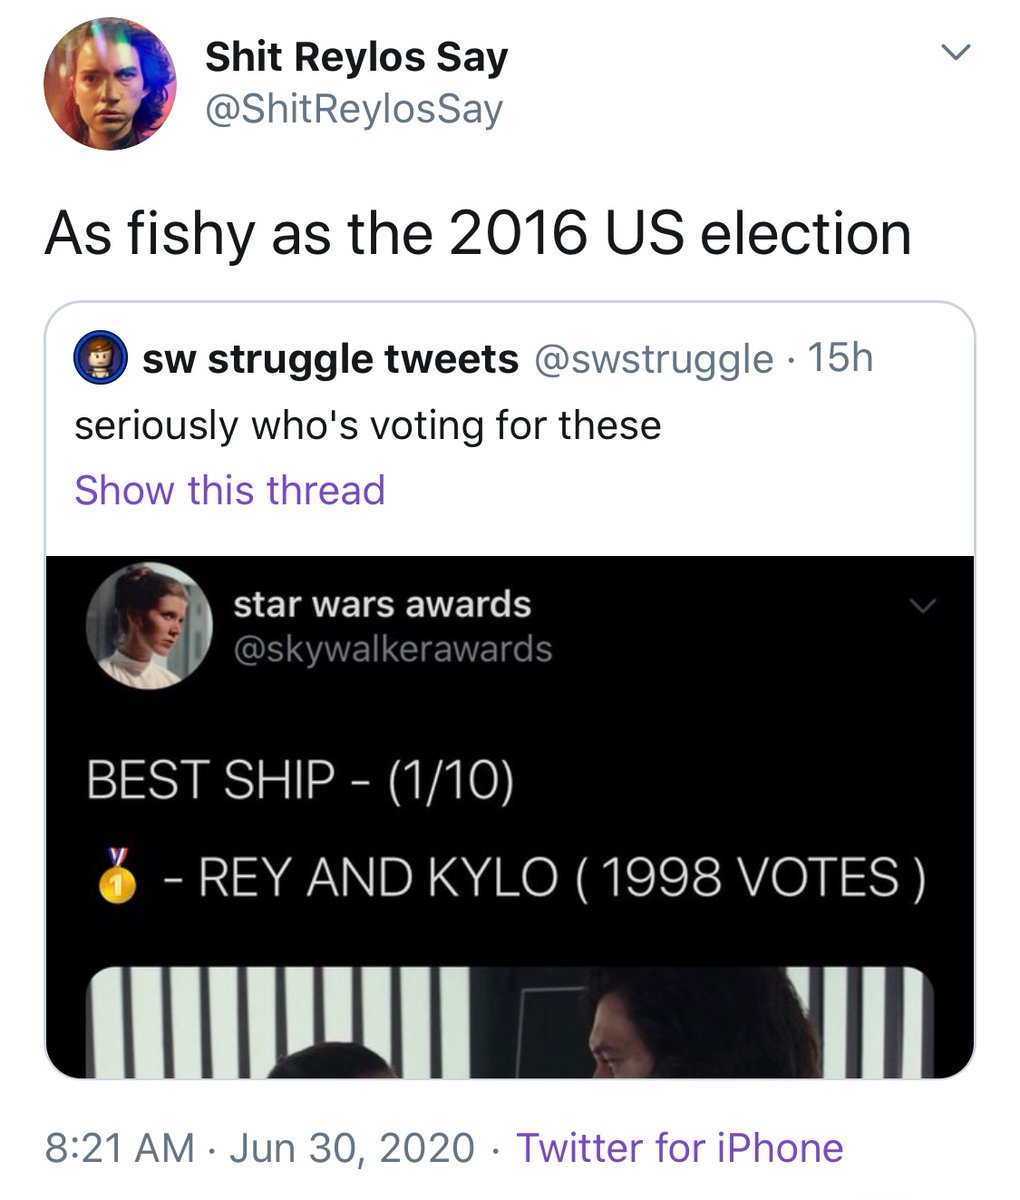 Shit Reylos Say
@ShitReylosSay
As fishy as the 2016 US election
sw struggle tweets @swstruggle · 15h
seriously who's voting for these
Show this thread
star wars awards
@skywalkerawards
BEST SHIP - (1/10)
🥇 - REY AND KYLO ( 1998 VOTES )
8:21 AM · Jun 30, 2020 · Twitter for iPhone